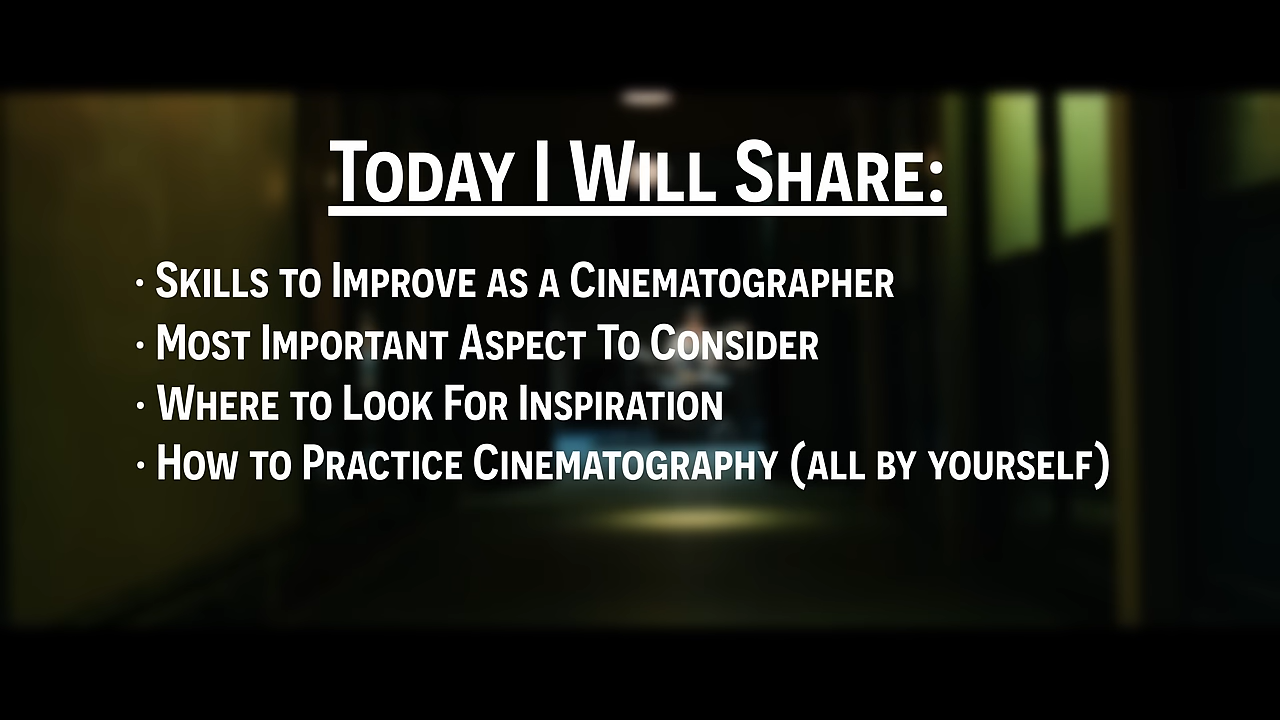 Today I Will Share:
· Skills to Improve as a Cinematographer
· Most Important Aspect To Consider
· Where to Look For Inspiration
· How to Practice Cinematography (all by yourself)